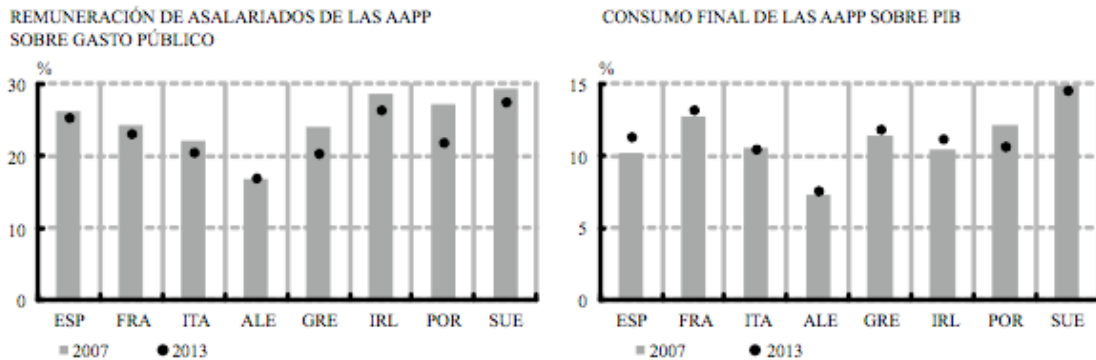 REMUNERACIÓN DE ASALARIADOS DE LAS AAPP
SOBRE GASTO PÚBLICO
%
30
20
10
0
ESP FRA ITA ALE GRE IRL POR SUE
2007 2013
CONSUMO FINAL DE LAS AAPP SOBRE PIB
%
15
10
5
0
ESP FRA ITA ALE GRE IRL POR SUE
2007 2013